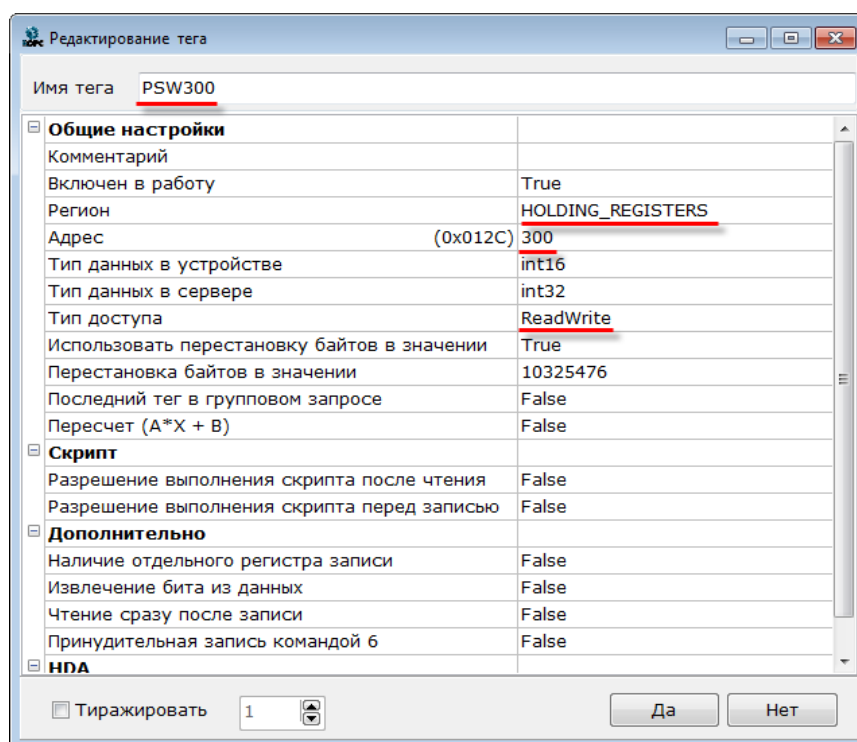 Редактирование тега
Имя тега PSW300
Общие настройки
Комментарий
Включен в работу True
Регион HOLDING_REGISTERS
Адрес (0x012C) 300
Тип данных в устройстве int16
Тип данных в сервере int32
Тип доступа ReadWrite
Использовать перестановку байтов в значении True
Перестановка байтов в значении 10325476
Последний тег в групповом запросе False
Пересчет (A*X + B) False
Скрипт
Разрешение выполнения скрипта после чтения False
Разрешение выполнения скрипта перед записью False
Дополнительно
Наличие отдельного регистра записи False
Извлечение бита из данных False
Чтение сразу после записи False
Принудительная запись командой 6 False
HDA
Тиражировать 1 Да Нет